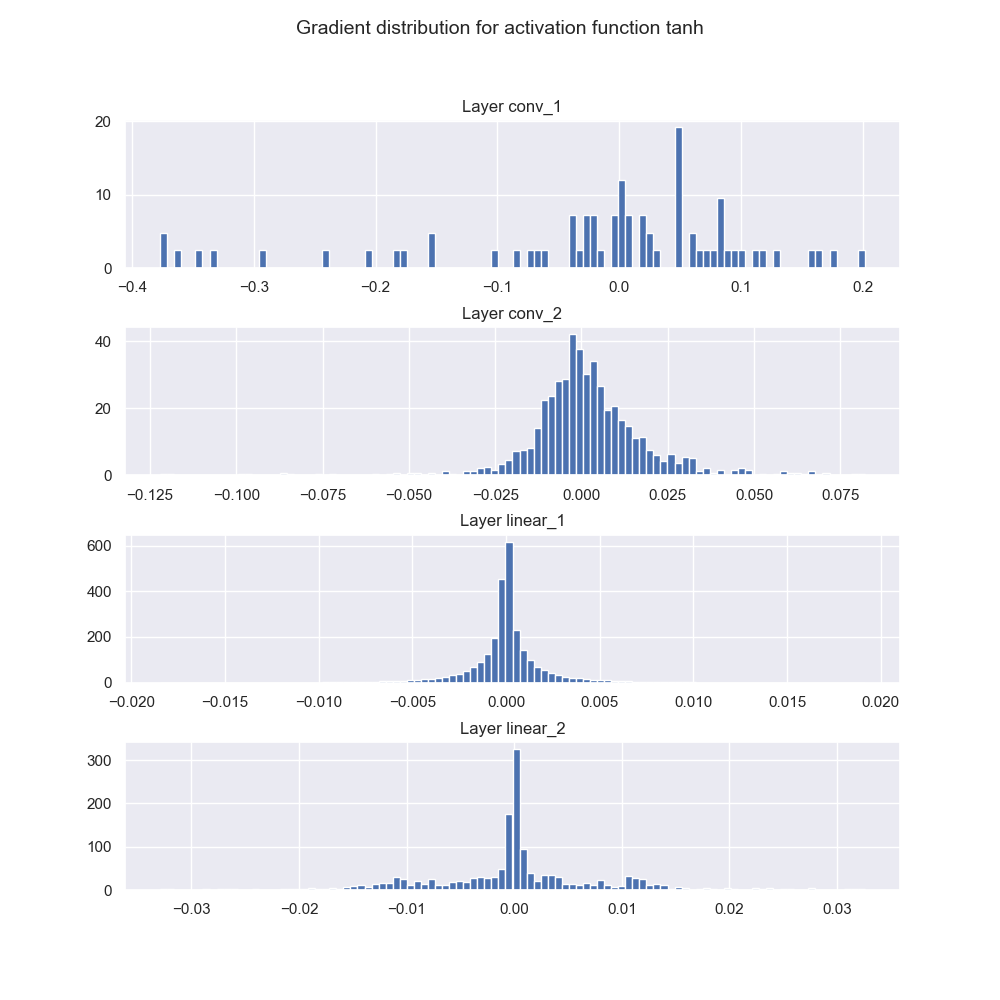 Gradient distribution for activation function tanh
Layer conv_1
20
10
0
−0.4 −0.3 −0.2 −0.1 0.0 0.1 0.2
Layer conv_2
40
20
0
−0.125 −0.100 −0.075 −0.050 −0.025 0.000 0.025 0.050 0.075
Layer linear_1
600
400
200
0
−0.020 −0.015 −0.010 −0.005 0.000 0.005 0.010 0.015 0.020
Layer linear_2
300
200
100
0
−0.03 −0.02 −0.01 0.00 0.01 0.02 0.03